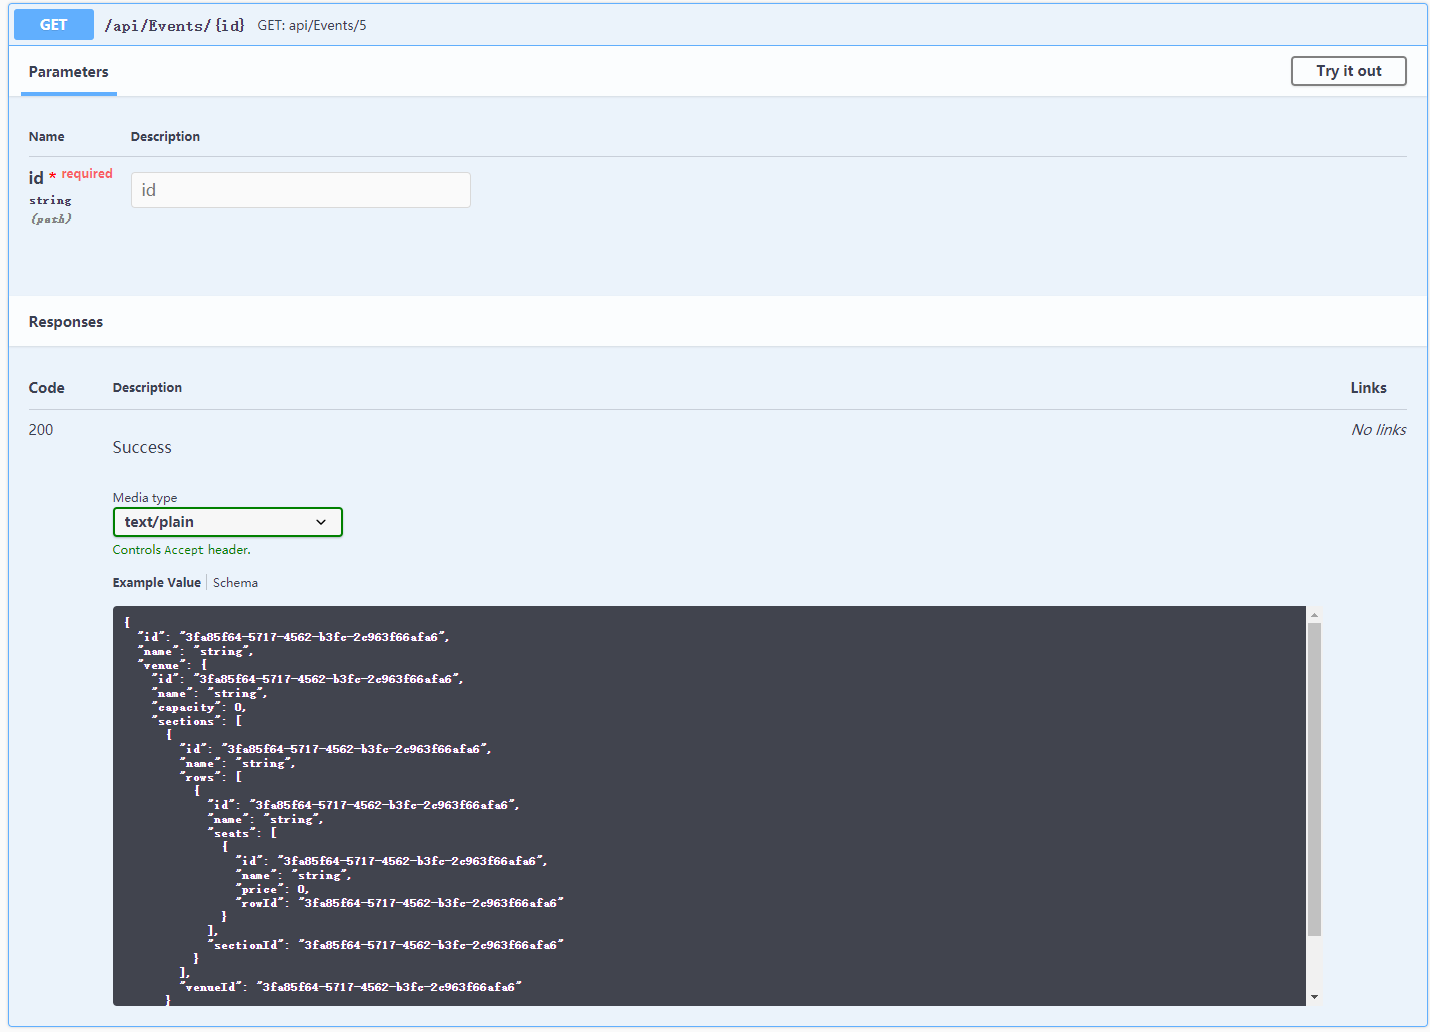 GET /api/Events/{id} GET: api/Events/5
Parameters Try it out
Name Description
id * required id
string
(path)
Responses
Code Description Links
200 Success No links
Media type
text/plain
Controls Accept header.
Example Value Schema
{
  "id": "3fa85f64-5717-4562-b3fc-2c963f66afa6",
  "name": "string",
  "venue": {
    "id": "3fa85f64-5717-4562-b3fc-2c963f66afa6",
    "name": "string",
    "capacity": 0,
    "sections": [
      {
        "id": "3fa85f64-5717-4562-b3fc-2c963f66afa6",
        "name": "string",
        "rows": [
          {
            "id": "3fa85f64-5717-4562-b3fc-2c963f66afa6",
            "name": "string",
            "seats": [
              {
                "id": "3fa85f64-5717-4562-b3fc-2c963f66afa6",
                "name": "string",
                "price": 0,
                "rowId": "3fa85f64-5717-4562-b3fc-2c963f66afa6"
              }
            ],
            "sectionId": "3fa85f64-5717-4562-b3fc-2c963f66afa6"
          }
        ],
        "venueId": "3fa85f64-5717-4562-b3fc-2c963f66afa6"
      }